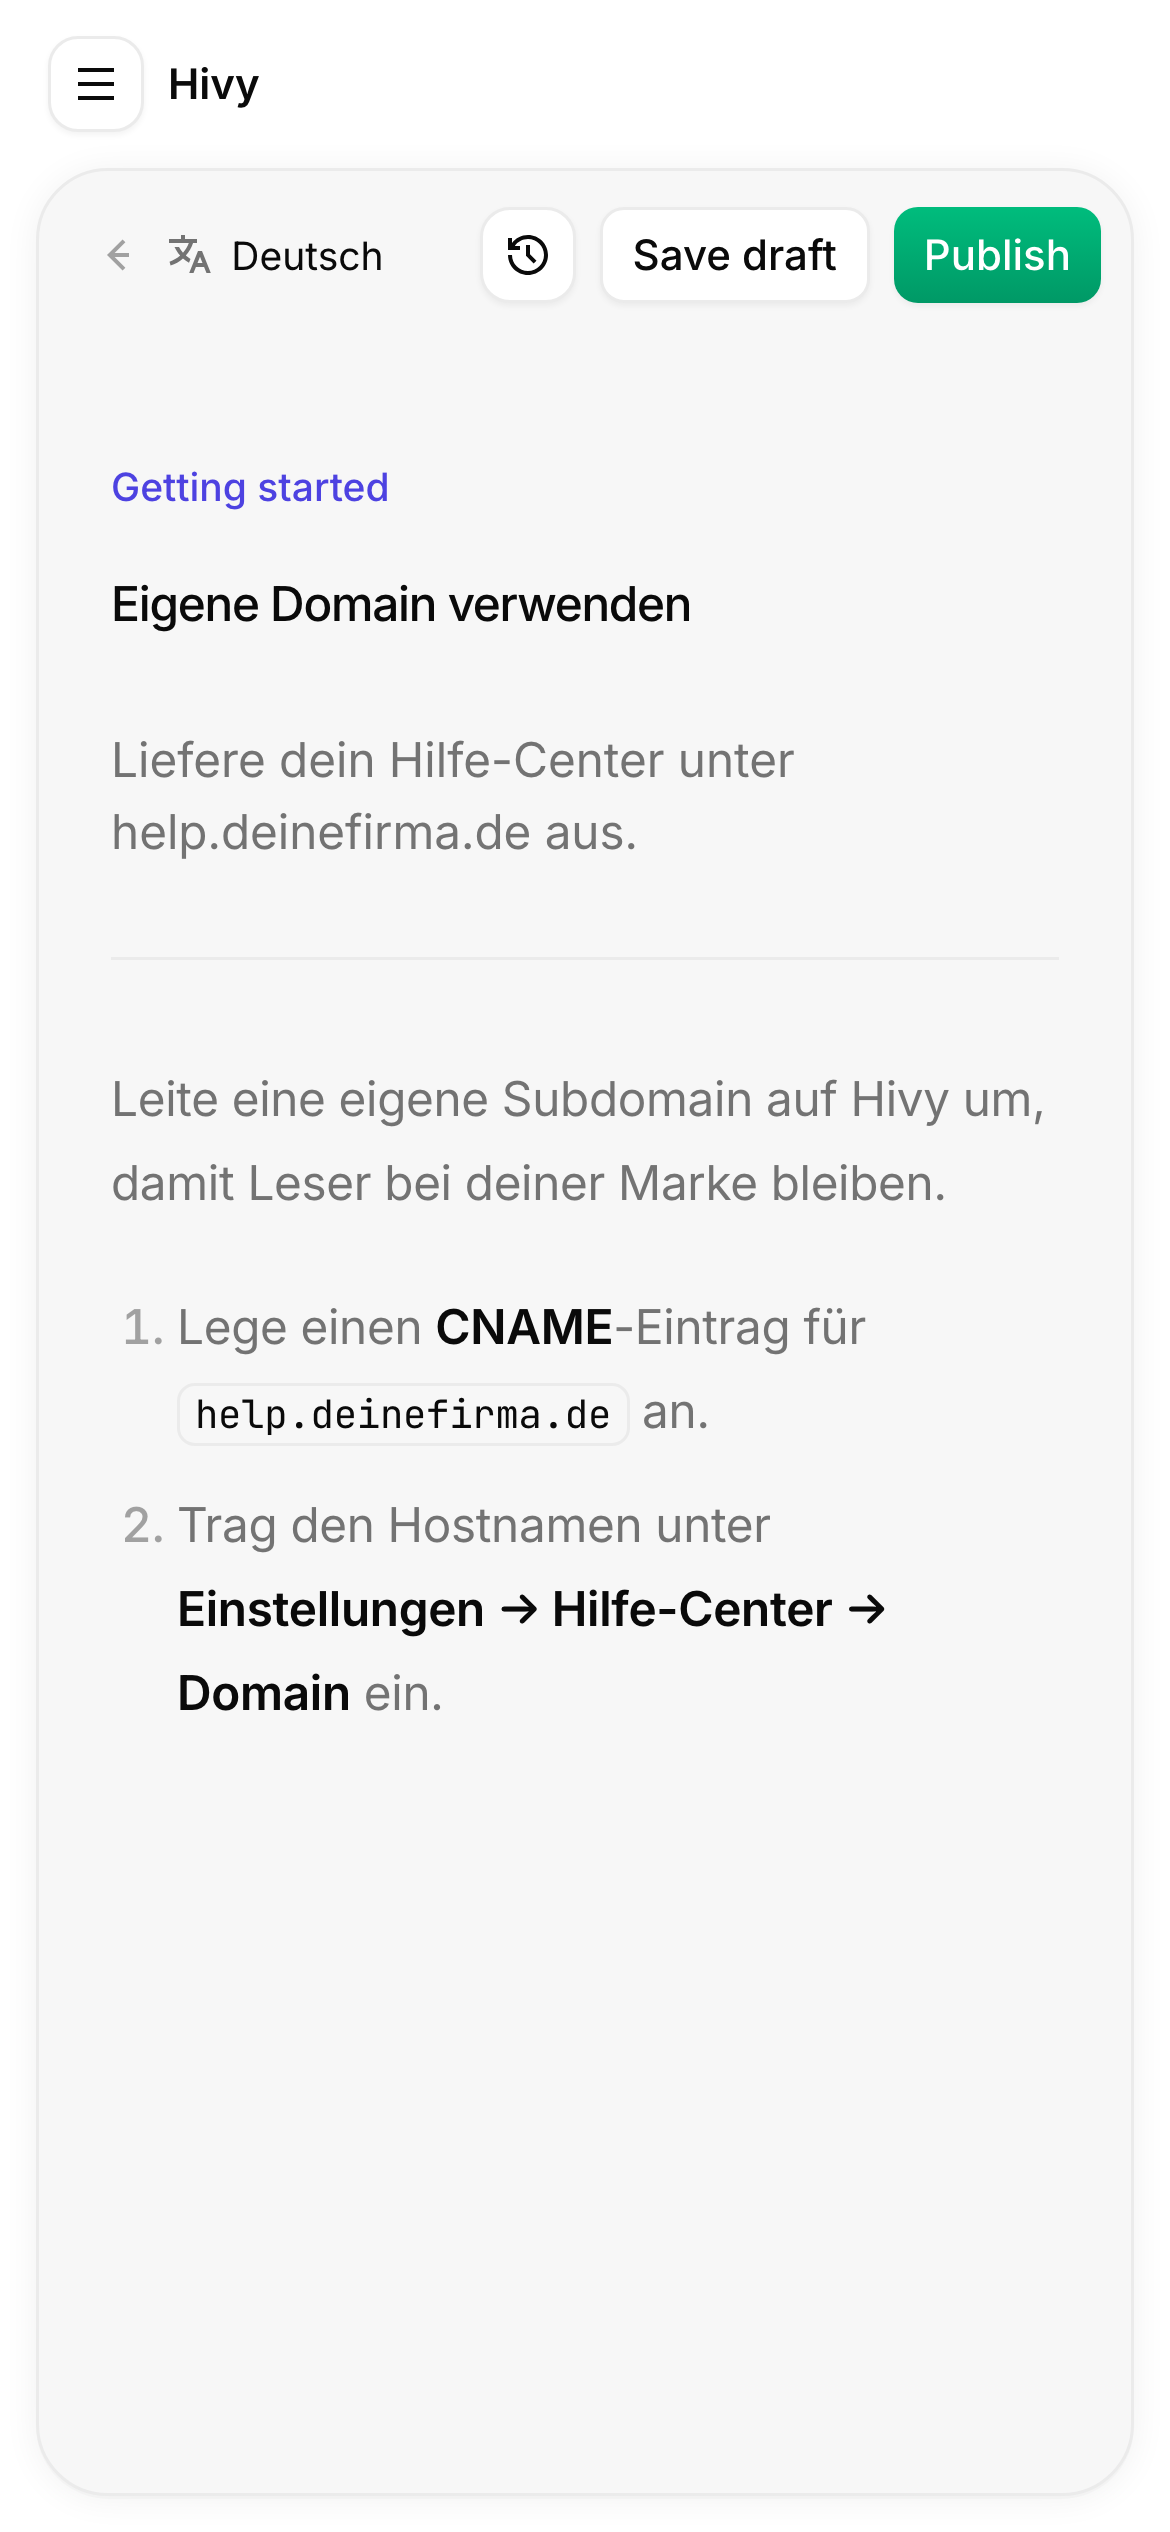 Hivy
Deutsch
Save draft
Publish
Getting started
Eigene Domain verwenden
Liefere dein Hilfe-Center unter
help.deinefirma.de aus.
Leite eine eigene Subdomain auf Hivy um,
damit Leser bei deiner Marke bleiben.
1. Lege einen CNAME-Eintrag für
help.deinefirma.de an.
2. Trag den Hostnamen unter
Einstellungen → Hilfe-Center →
Domain ein.